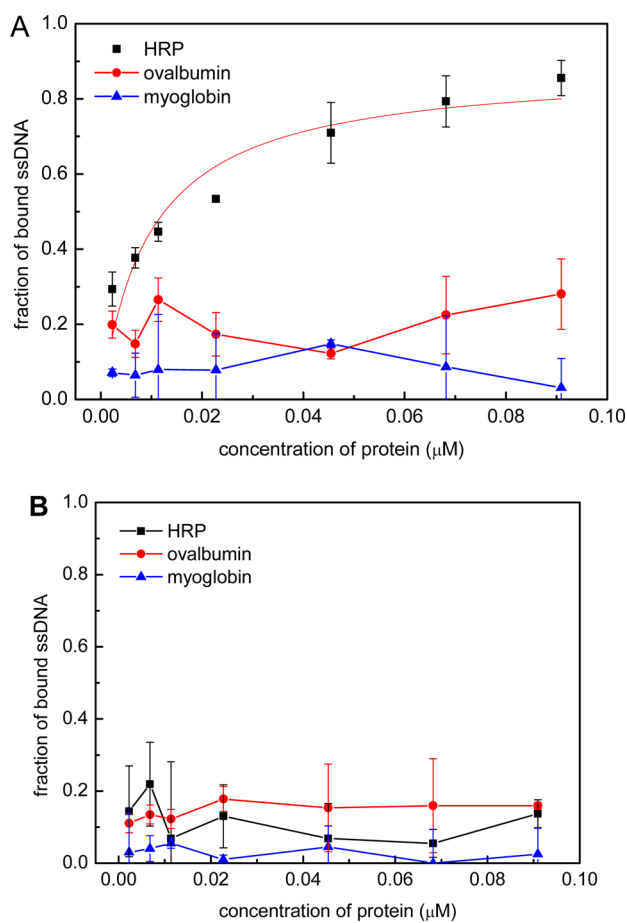 A
HRP
ovalbumin
myoglobin
fraction of bound ssDNA
1.0
0.8
0.6
0.4
0.2
0.0
0.00 0.02 0.04 0.06 0.08 0.10
concentration of protein (μM)
B
HRP
ovalbumin
myoglobin
fraction of bound ssDNA
1.0
0.8
0.6
0.4
0.2
0.0
0.00 0.02 0.04 0.06 0.08 0.10
concentration of protein (μM)